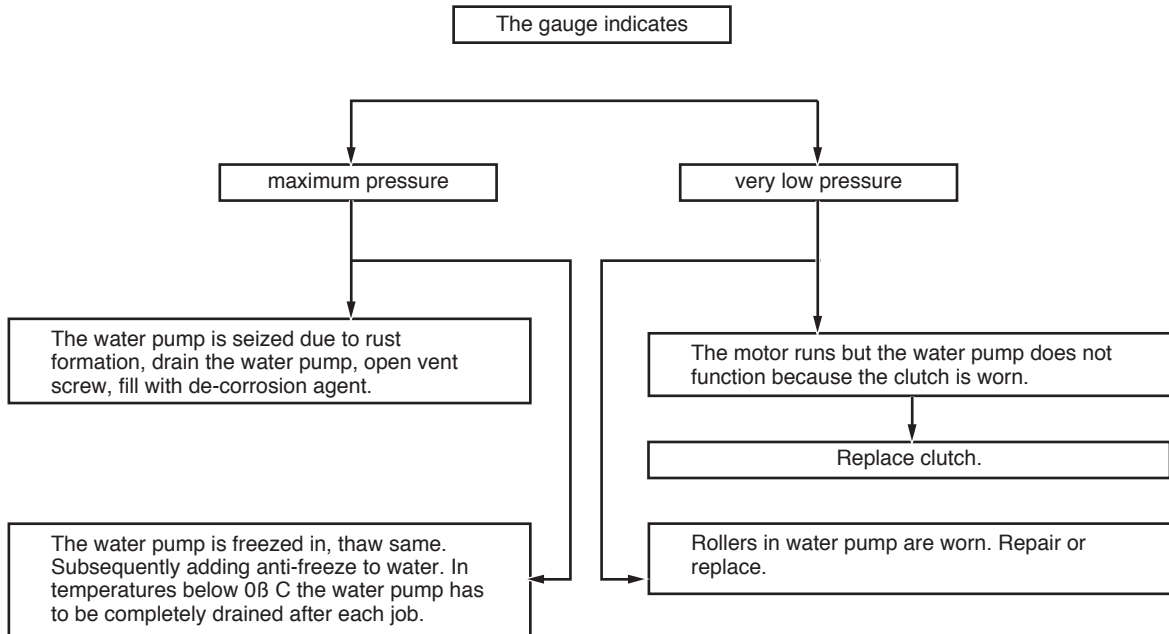 The gauge indicates
maximum pressure
very low pressure
The water pump is seized due to rust
formation, drain the water pump, open vent
screw, fill with de-corrosion agent.
The motor runs but the water pump does not
function because the clutch is worn.
Replace clutch.
The water pump is freezed in, thaw same.
Subsequently adding anti-freeze to water. In
temperatures below 0ß C the water pump has
to be completely drained after each job.
Rollers in water pump are worn. Repair or
replace.